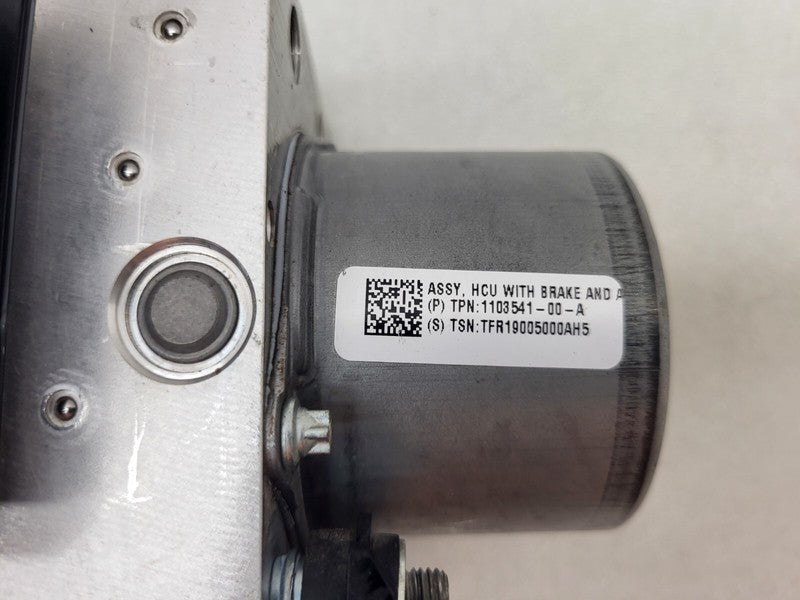 ASSY, HCU WITH BRAKE AND A
(P) TPN:1103541-00-A
(S) TSN:TFR19005000AH5